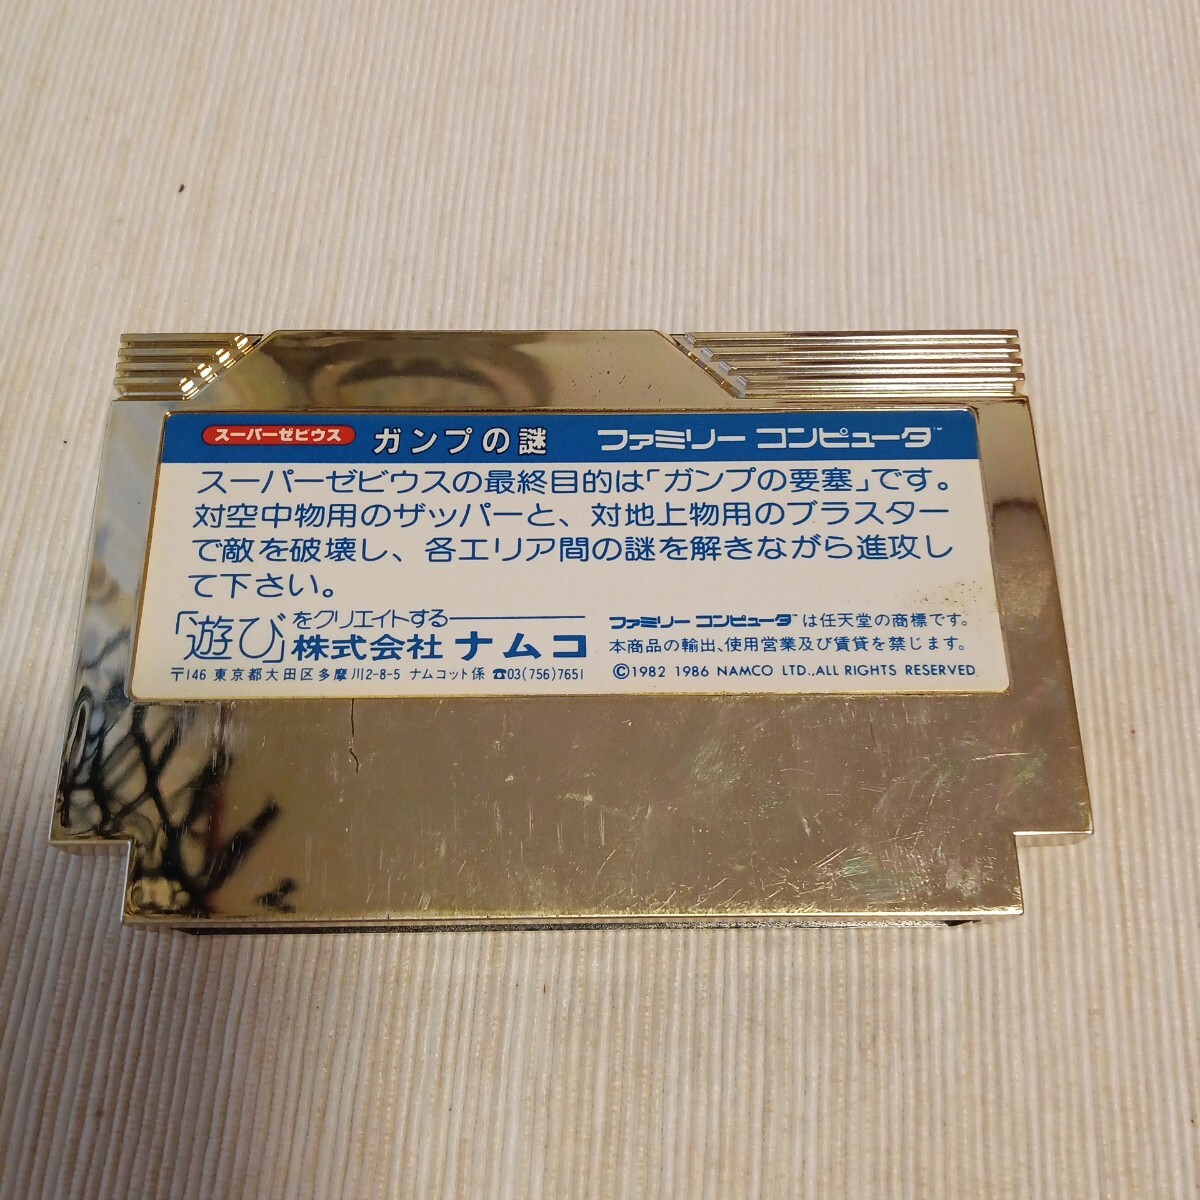 スーパーゼビウス ガンプの謎 ファミリー コンピュータ™
スーパーゼビウスの最終目的は「ガンプの要塞」です。
対空中物用のザッパーと、対地上物用のブラスター
で敵を破壊し、各エリア間の謎を解きながら進攻し
て下さい。
「遊び」をクリエイトする
株式会社 ナムコ
〒146 東京都大田区多摩川2-8-5 ナムコット係 ☎03(756)7651
ファミリー コンピュータ™は任天堂の商標です。
本商品の輸出、使用営業及び賃貸を禁じます。
©1982 1986 NAMCO LTD.,ALL RIGHTS RESERVED